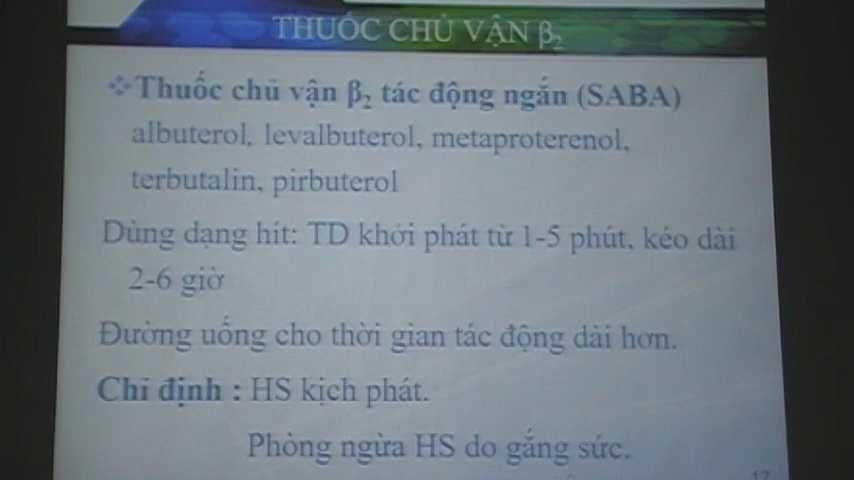 THUỐC CHỦ VẬN β₂
Thuốc chủ vận β₂ tác động ngắn (SABA)
albuterol, levalbuterol, metaproterenol,
terbutalin, pirbuterol
Dùng dạng hít: TD khởi phát từ 1-5 phút, kéo dài
2-6 giờ
Đường uống cho thời gian tác động dài hơn.
Chỉ định : HS kịch phát.
Phòng ngừa HS do gắng sức.
17